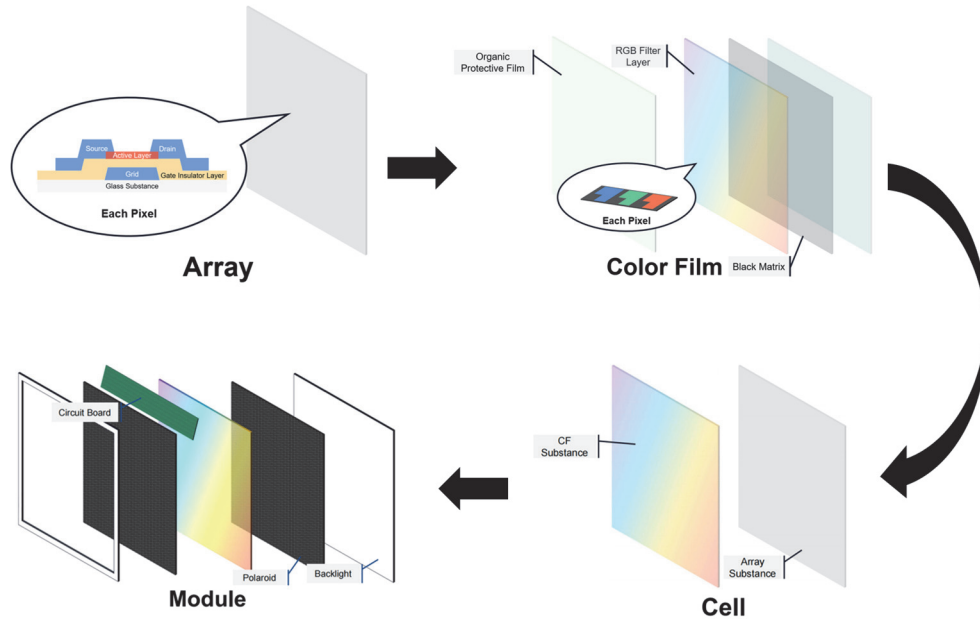 Source
Drain
Active Layer
Grid
Gate Insulator Layer
Glass Substance
Each Pixel
Array
Organic
Protective Film
RGB Filter
Layer
Each Pixel
Black Matrix
Color Film
Circuit Board
Polaroid
Backlight
Module
CF
Substance
Array
Substance
Cell